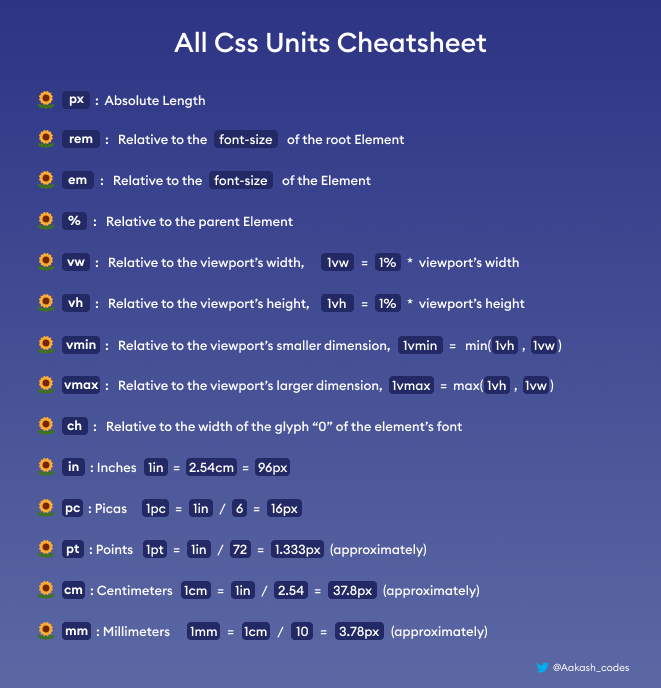 All Css Units Cheatsheet
px : Absolute Length
rem : Relative to the font-size of the root Element
em : Relative to the font-size of the Element
% : Relative to the parent Element
vw : Relative to the viewport’s width, 1vw = 1% * viewport’s width
vh : Relative to the viewport’s height, 1vh = 1% * viewport’s height
vmin : Relative to the viewport’s smaller dimension, 1vmin = min(1vh , 1vw)
vmax : Relative to the viewport’s larger dimension, 1vmax = max(1vh , 1vw)
ch : Relative to the width of the glyph “0” of the element’s font
in : Inches 1in = 2.54cm = 96px
pc : Picas 1pc = 1in / 6 = 16px
pt : Points 1pt = 1in / 72 = 1.333px (approximately)
cm : Centimeters 1cm = 1in / 2.54 = 37.8px (approximately)
mm : Millimeters 1mm = 1cm / 10 = 3.78px (approximately)
@Aakash_codes